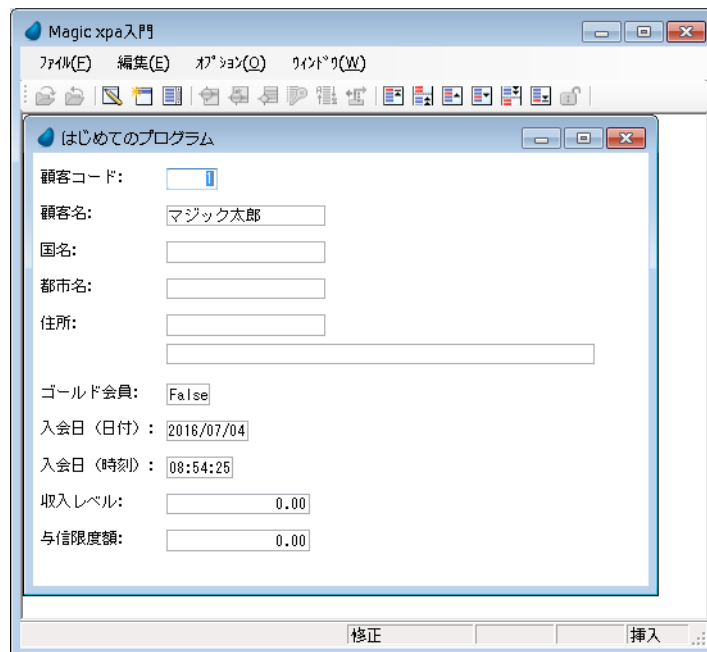 Magic xpa入門
ﾌｧｲﾙ(F) 編集(E) ｵﾌﾟｼｮﾝ(O) ｳｨﾝﾄﾞｳ(W)
はじめてのプログラム
顧客コード: 1
顧客名: マジック太郎
国名:
都市名:
住所:
ゴールド会員: False
入会日（日付）: 2016/07/04
入会日（時刻）: 08:54:25
収入レベル: 0.00
与信限度額: 0.00
修正 挿入